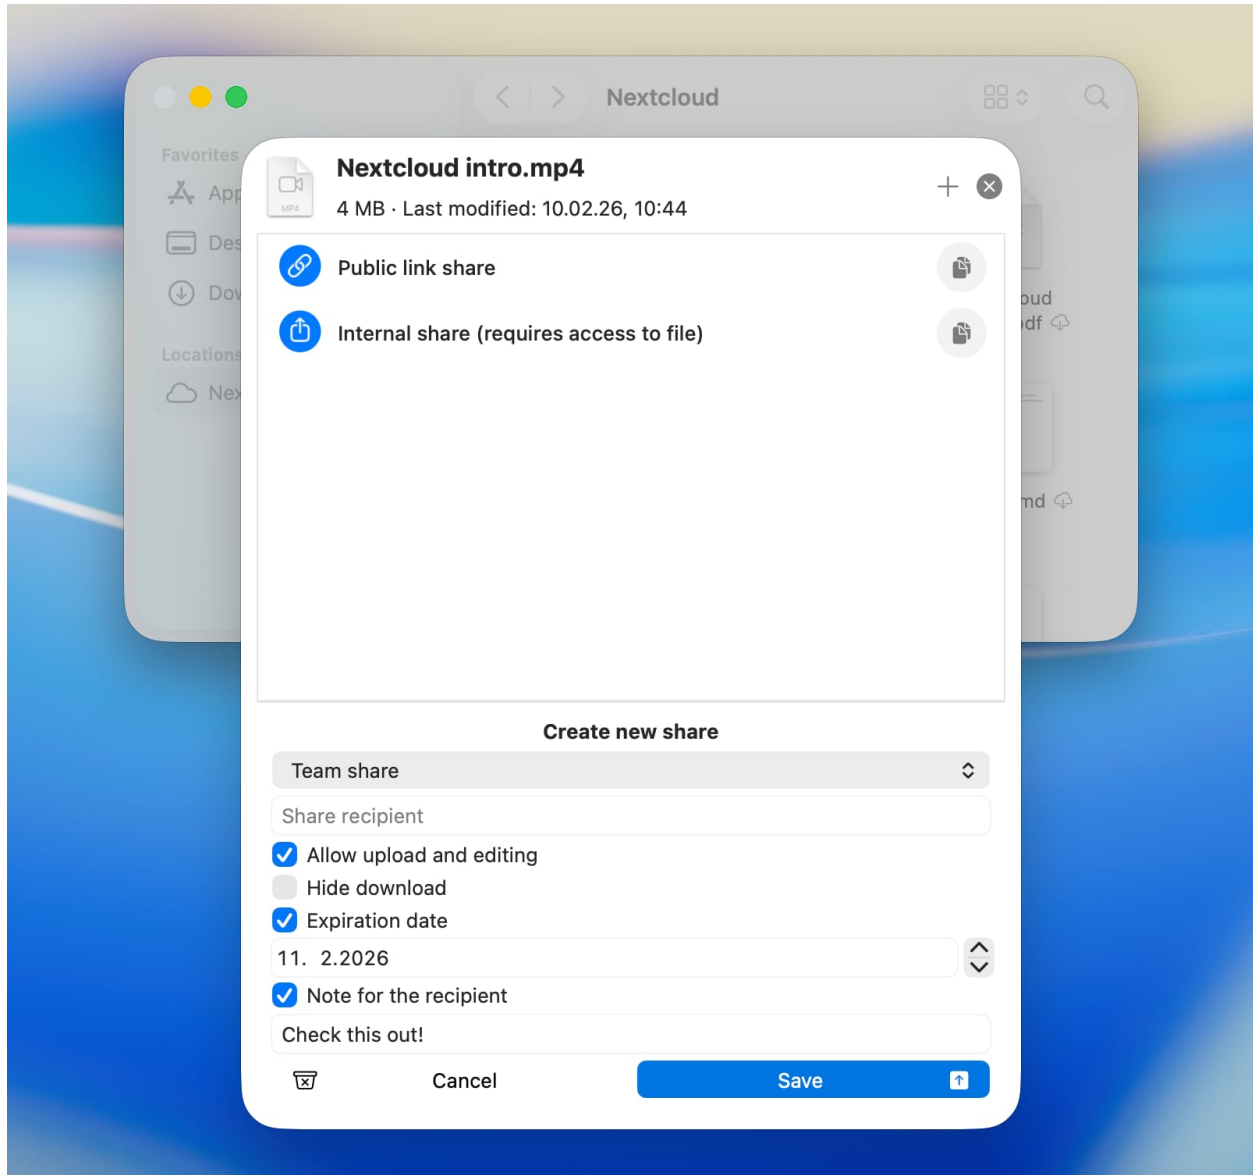 Nextcloud
Favorites
Locations
Nextcloud intro.mp4
4 MB · Last modified: 10.02.26, 10:44
MP4
Public link share
Internal share (requires access to file)
Create new share
Team share
Share recipient
Allow upload and editing
Hide download
Expiration date
11. 2.2026
Note for the recipient
Check this out!
Cancel
Save